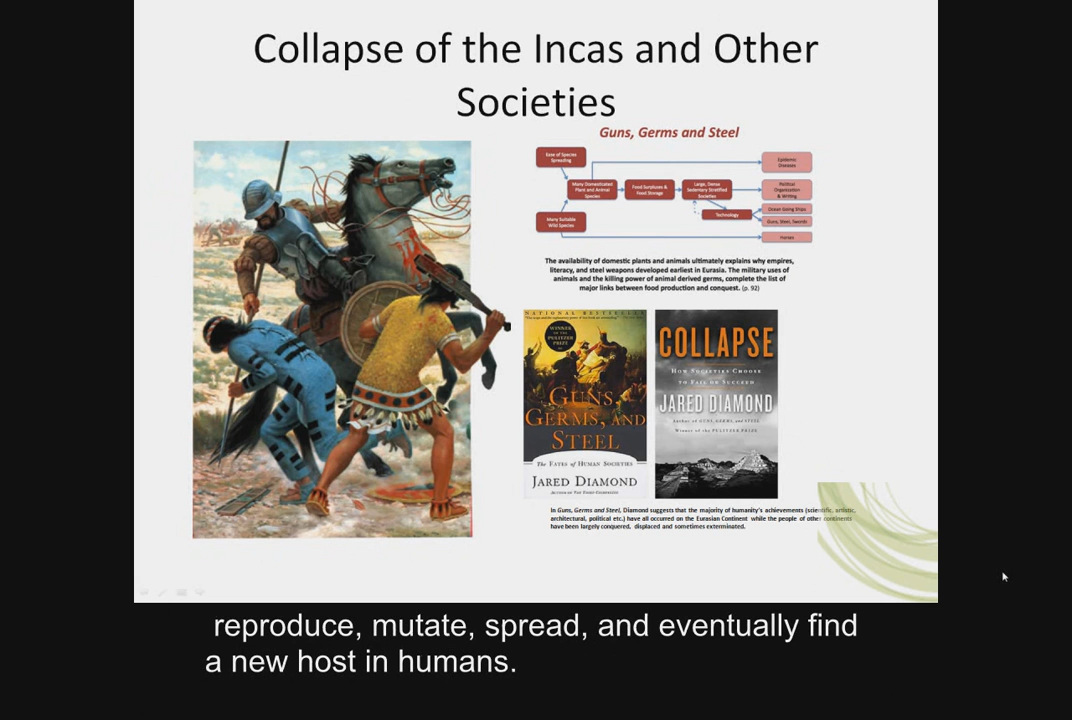 Collapse of the Incas and Other
Societies
Guns, Germs and Steel
Ease of Species
Spreading
Epidemic
Diseases
Many Domesticated
Plant and Animal
Species
Food Surpluses &
Food Storage
Large, Dense
Sedentary Stratified
Societies
Political
Organization
& Writing
Technology
Ocean Going Ships
Guns, Steel, Swords
Many Suitable
Wild Species
Horses
The availability of domestic plants and animals ultimately explains why empires,
literacy, and steel weapons developed earliest in Eurasia. The military uses of
animals and the killing power of animal derived germs, complete the list of
major links between food production and conquest. (p. 92)
NATIONAL BESTSELLER
WINNER
OF THE
PULITZER
PRIZE
GUNS,
GERMS, AND
STEEL
THE FATES OF HUMAN SOCIETIES
JARED DIAMOND
COLLAPSE
HOW SOCIETIES CHOOSE
TO FAIL OR SUCCEED
JARED DIAMOND
Author of GUNS, GERMS, AND STEEL
Winner of the PULITZER PRIZE
In Guns, Germs and Steel, Diamond suggests that the majority of humanity's achievements (scientific, artistic,
architectural, political etc.) have all occurred on the Eurasian Continent while the people of other continents
have been largely conquered, displaced and sometimes exterminated.
reproduce, mutate, spread, and eventually find
a new host in humans.